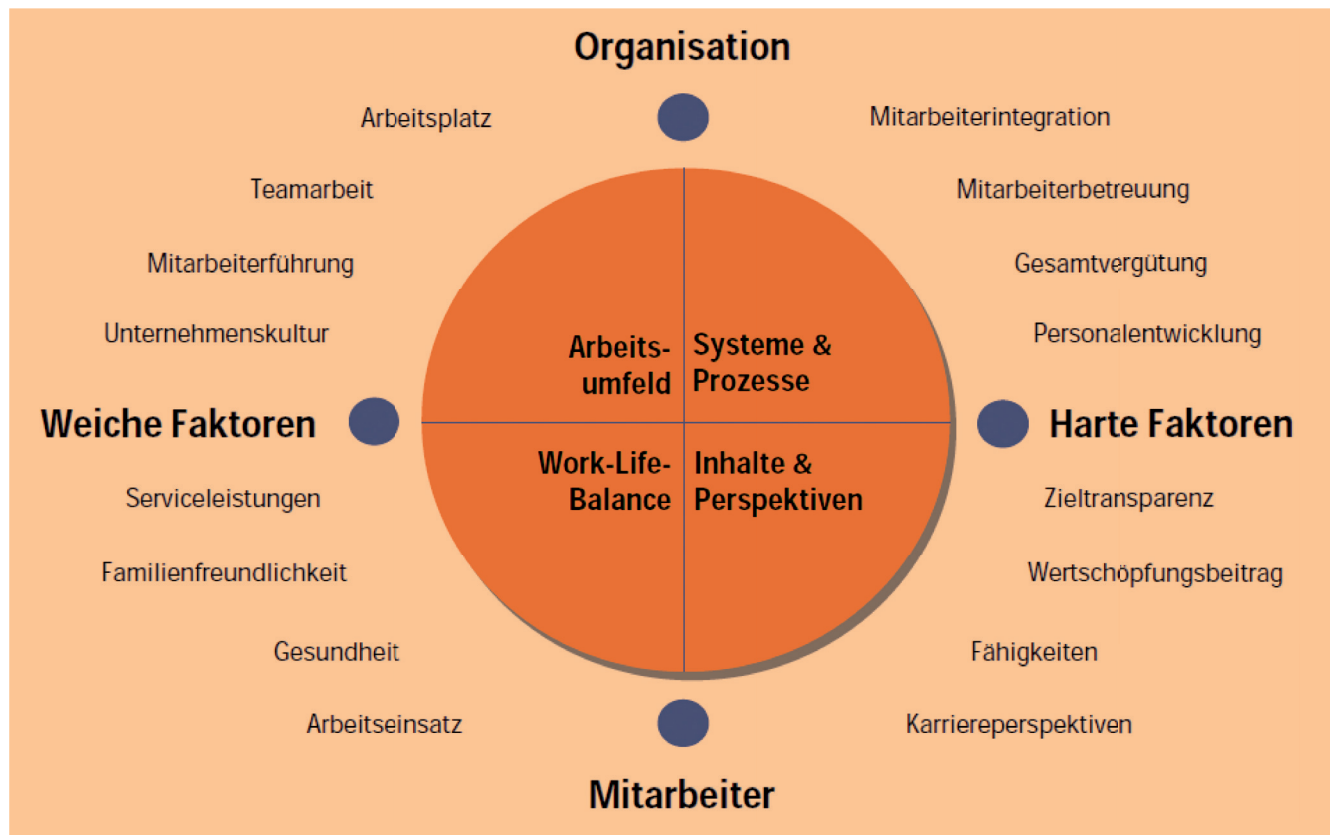 Organisation
Arbeitsplatz
Mitarbeiterintegration
Teamarbeit
Mitarbeiterbetreuung
Mitarbeiterführung
Gesamtvergütung
Unternehmenskultur
Personalentwicklung
Arbeits-
umfeld
Systeme &
Prozesse
Weiche Faktoren
Harte Faktoren
Work-Life-
Balance
Inhalte &
Perspektiven
Serviceleistungen
Zieltransparenz
Familienfreundlichkeit
Wertschöpfungsbeitrag
Gesundheit
Fähigkeiten
Arbeitseinsatz
Karriereperspektiven
Mitarbeiter